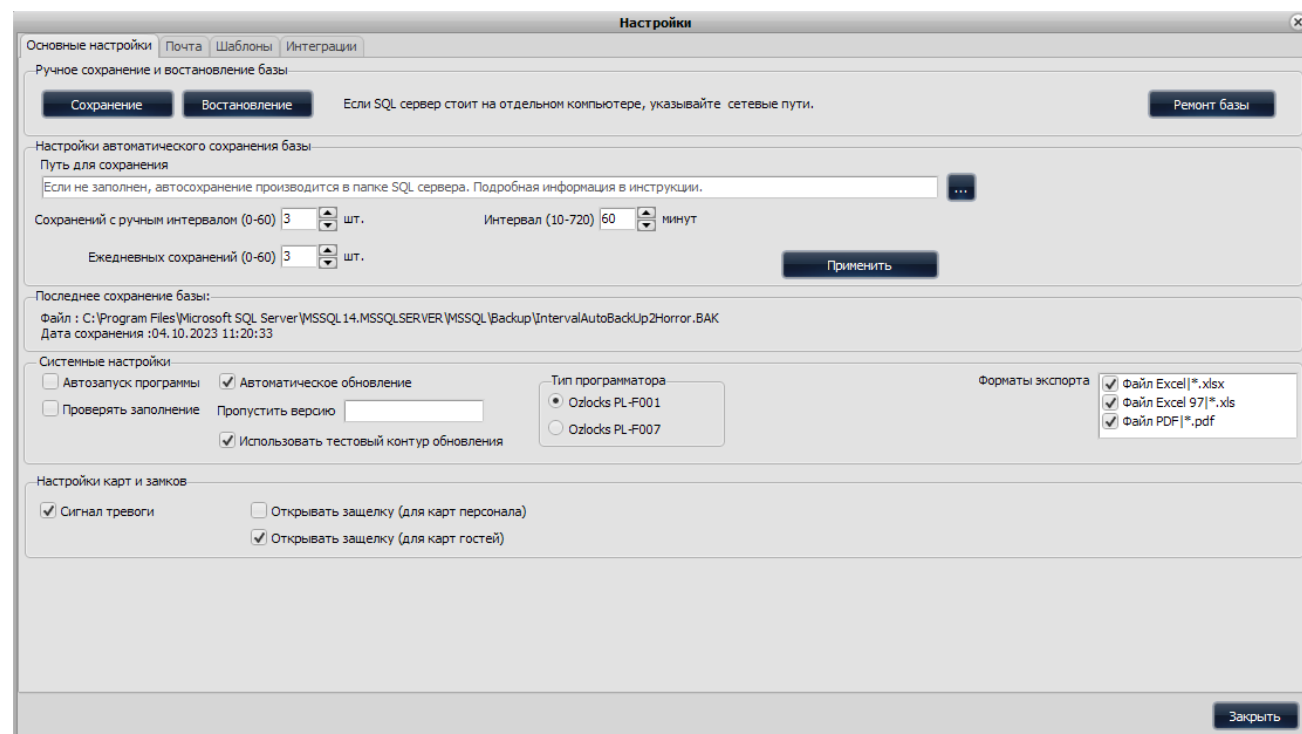 Настройки
Основные настройки Почта Шаблоны Интеграции
Ручное сохранение и востановление базы
Сохранение Востановление Если SQL сервер стоит на отдельном компьютере, указывайте сетевые пути. Ремонт базы
Настройки автоматического сохранения базы
Путь для сохранения
Если не заполнен, автосохранение производится в папке SQL сервера. Подробная информация в инструкции. ...
Сохранений с ручным интервалом (0-60) 3 шт. Интервал (10-720) 60 минут
Ежедневных сохранений (0-60) 3 шт.
Применить
Последнее сохранение базы:
Файл : C:\Program Files\Microsoft SQL Server\MSSQL14.MSSQLSERVER\MSSQL\Backup\IntervalAutoBackUp2Horror.BAK
Дата сохранения :04.10.2023 11:20:33
Системные настройки
Автозапуск программы Автоматическое обновление Тип программатора Форматы экспорта Файл Excel|*.xlsx
Проверять заполнение Пропустить версию Ozlocks PL-F001 Файл Excel 97|*.xls
Использовать тестовый контур обновления Ozlocks PL-F007 Файл PDF|*.pdf
Настройки карт и замков
Сигнал тревоги Открывать защелку (для карт персонала)
Открывать защелку (для карт гостей)
Закрыть